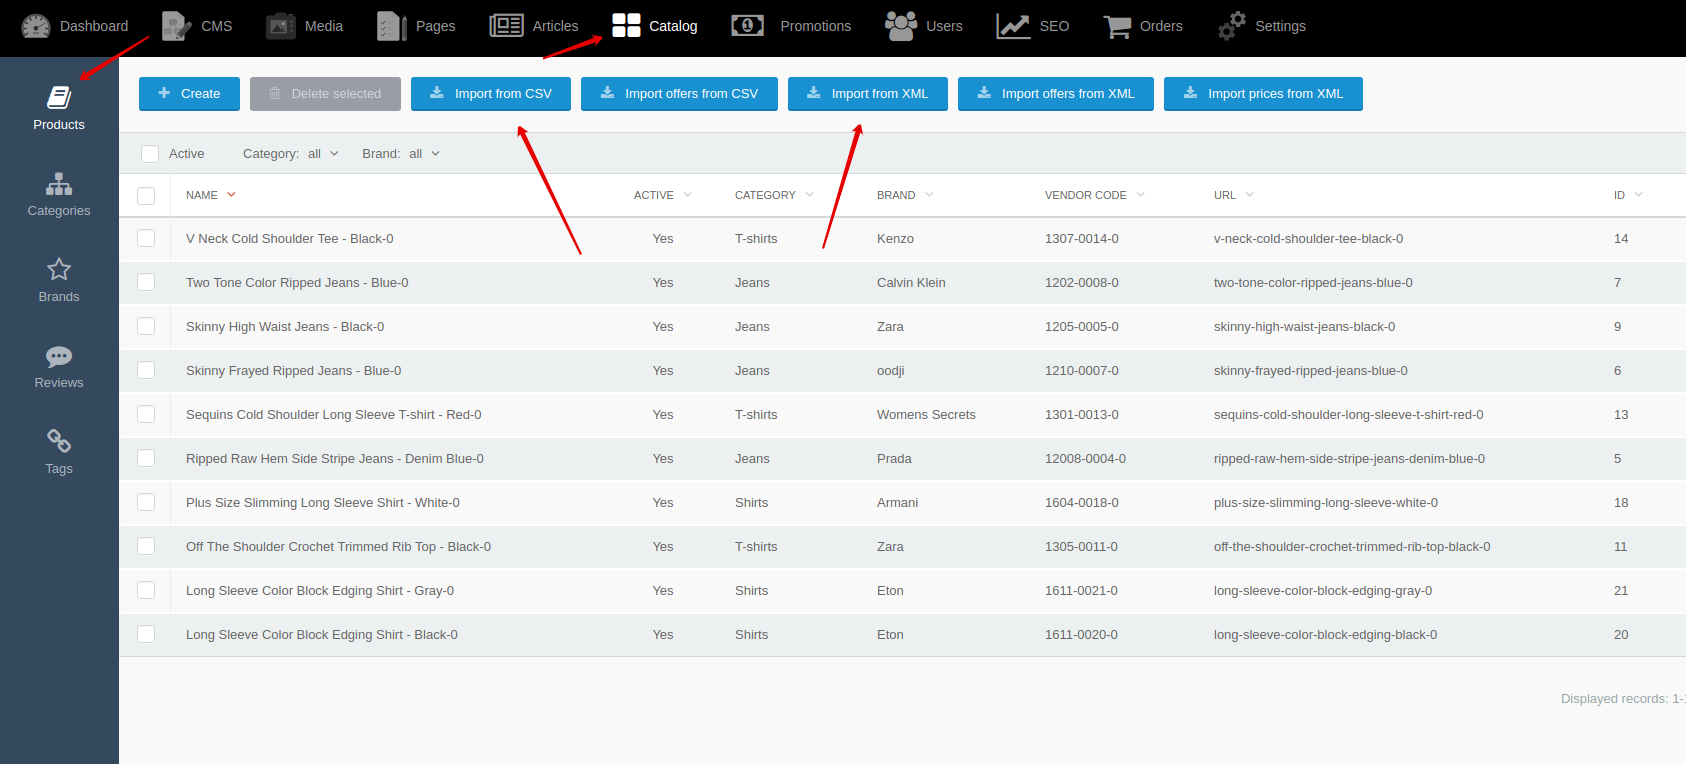 Dashboard CMS Media Pages Articles Catalog Promotions Users SEO Orders Settings
Products
Categories
Brands
Reviews
Tags
Create Delete selected Import from CSV Import offers from CSV Import from XML Import offers from XML Import prices from XML
Active Category: all Brand: all
NAME ACTIVE CATEGORY BRAND VENDOR CODE URL ID
V Neck Cold Shoulder Tee - Black-0 Yes T-shirts Kenzo 1307-0014-0 v-neck-cold-shoulder-tee-black-0 14
Two Tone Color Ripped Jeans - Blue-0 Yes Jeans Calvin Klein 1202-0008-0 two-tone-color-ripped-jeans-blue-0 7
Skinny High Waist Jeans - Black-0 Yes Jeans Zara 1205-0005-0 skinny-high-waist-jeans-black-0 9
Skinny Frayed Ripped Jeans - Blue-0 Yes Jeans oodji 1210-0007-0 skinny-frayed-ripped-jeans-blue-0 6
Sequins Cold Shoulder Long Sleeve T-shirt - Red-0 Yes T-shirts Womens Secrets 1301-0013-0 sequins-cold-shoulder-long-sleeve-t-shirt-red-0 13
Ripped Raw Hem Side Stripe Jeans - Denim Blue-0 Yes Jeans Prada 12008-0004-0 ripped-raw-hem-side-stripe-jeans-denim-blue-0 5
Plus Size Slimming Long Sleeve Shirt - White-0 Yes Shirts Armani 1604-0018-0 plus-size-slimming-long-sleeve-white-0 18
Off The Shoulder Crochet Trimmed Rib Top - Black-0 Yes T-shirts Zara 1305-0011-0 off-the-shoulder-crochet-trimmed-rib-top-black-0 11
Long Sleeve Color Block Edging Shirt - Gray-0 Yes Shirts Eton 1611-0021-0 long-sleeve-color-block-edging-gray-0 21
Long Sleeve Color Block Edging Shirt - Black-0 Yes Shirts Eton 1611-0020-0 long-sleeve-color-block-edging-black-0 20
Displayed records: